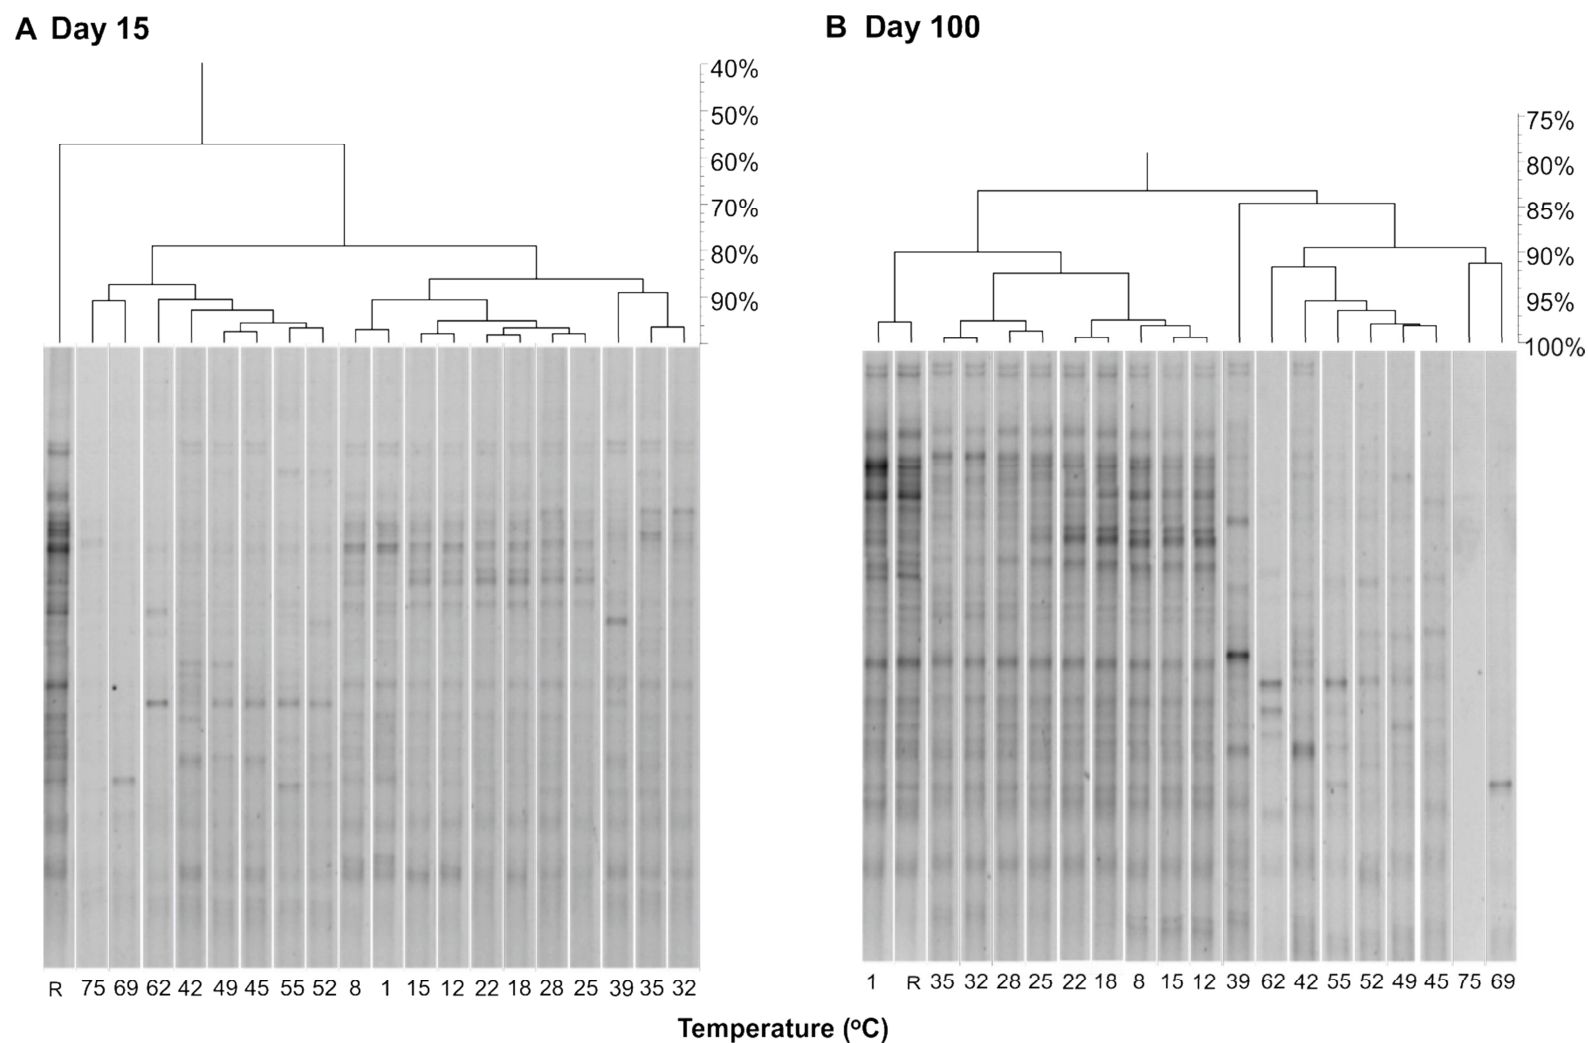 A Day 15
40%
50%
60%
70%
80%
90%
R 75 69 62 42 49 45 55 52 8 1 15 12 22 18 28 25 39 35 32
B Day 100
75%
80%
85%
90%
95%
100%
1 R 35 32 28 25 22 18 8 15 12 39 62 42 55 52 49 45 75 69
Temperature (ºC)